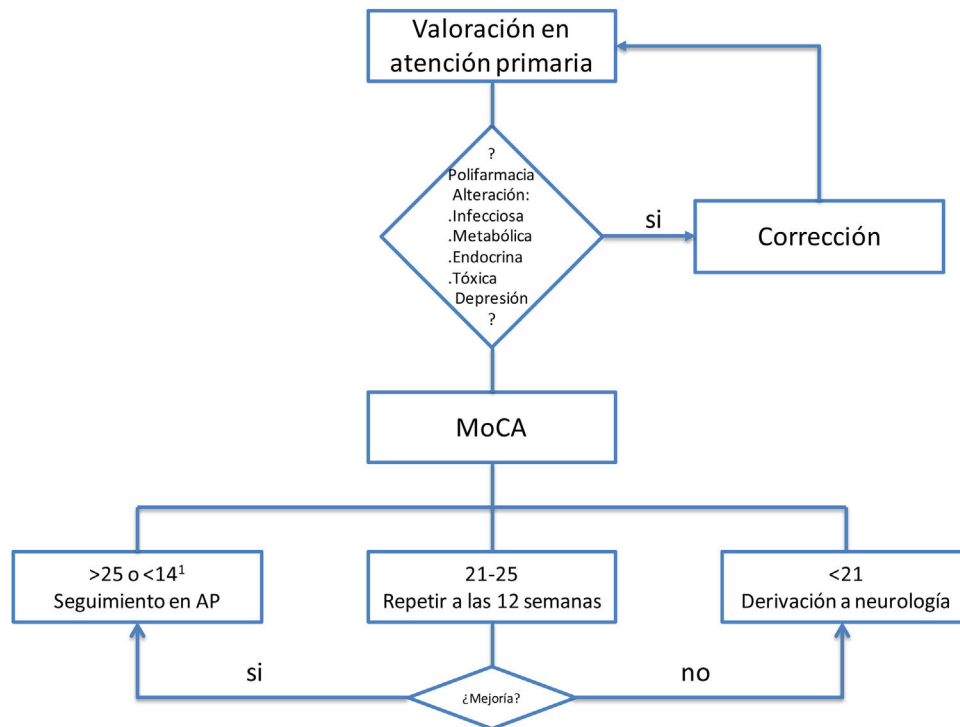 Valoración en
atención primaria
?
Polifarmacia
Alteración:
.Infecciosa
.Metabólica
.Endocrina
.Tóxica
Depresión
?
si
Corrección
MoCA
>25 o <14¹
Seguimiento en AP
21-25
Repetir a las 12 semanas
<21
Derivación a neurología
si
¿Mejoría?
no